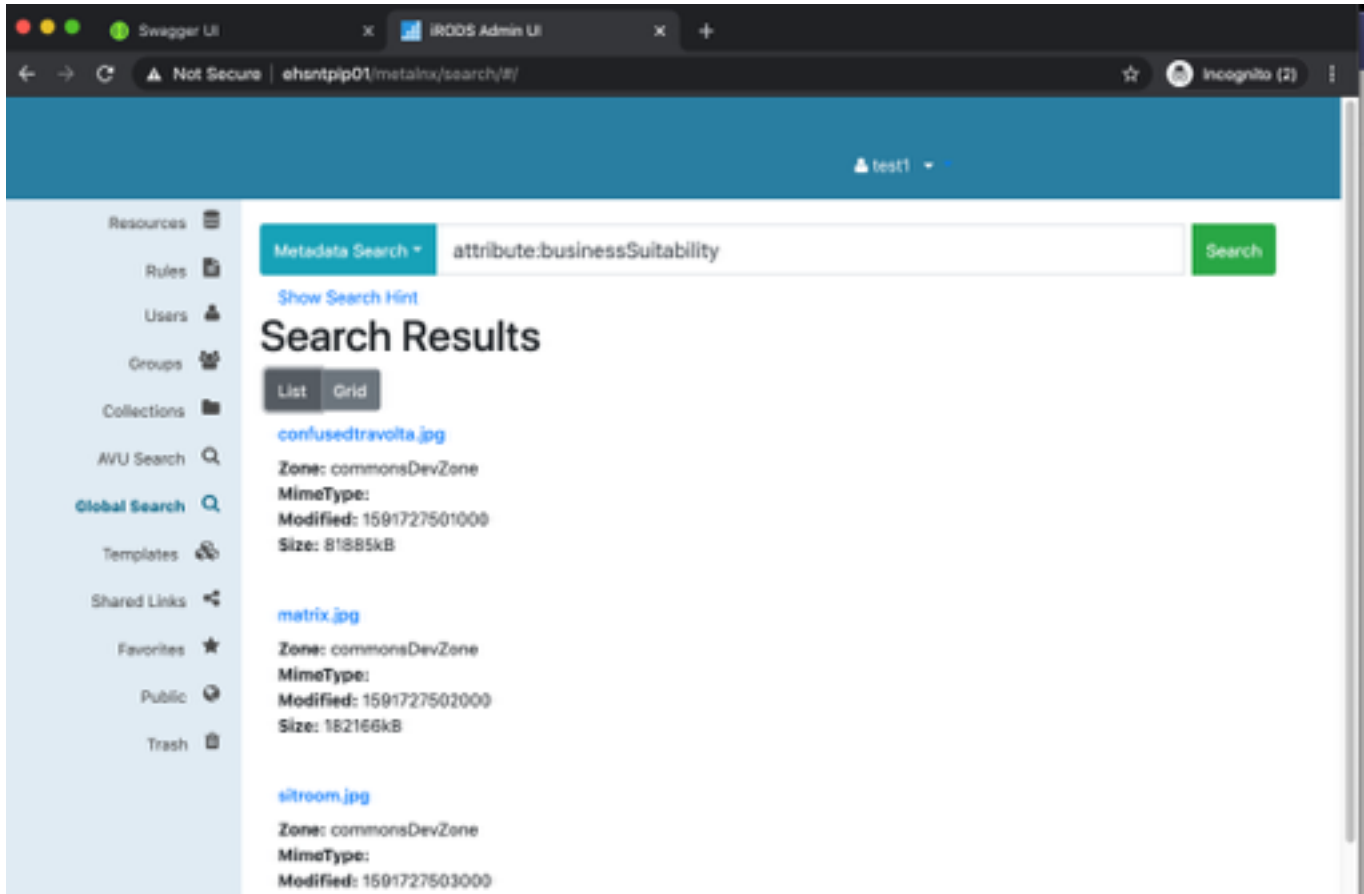 Swagger UI
iRODS Admin UI
Not Secure | ehsntplp01/metalnx/search/#/
Incognito (2)
test1
Resources
Rules
Users
Groups
Collections
AVU Search
Global Search
Templates
Shared Links
Favorites
Public
Trash
Metadata Search
attribute:businessSuitability
Search
Show Search Hint
Search Results
List
Grid
confusedtravolta.jpg
Zone: commonsDevZone
MimeType:
Modified: 1591727501000
Size: 81885kB
matrix.jpg
Zone: commonsDevZone
MimeType:
Modified: 1591727502000
Size: 182166kB
sitroom.jpg
Zone: commonsDevZone
MimeType:
Modified: 1591727503000